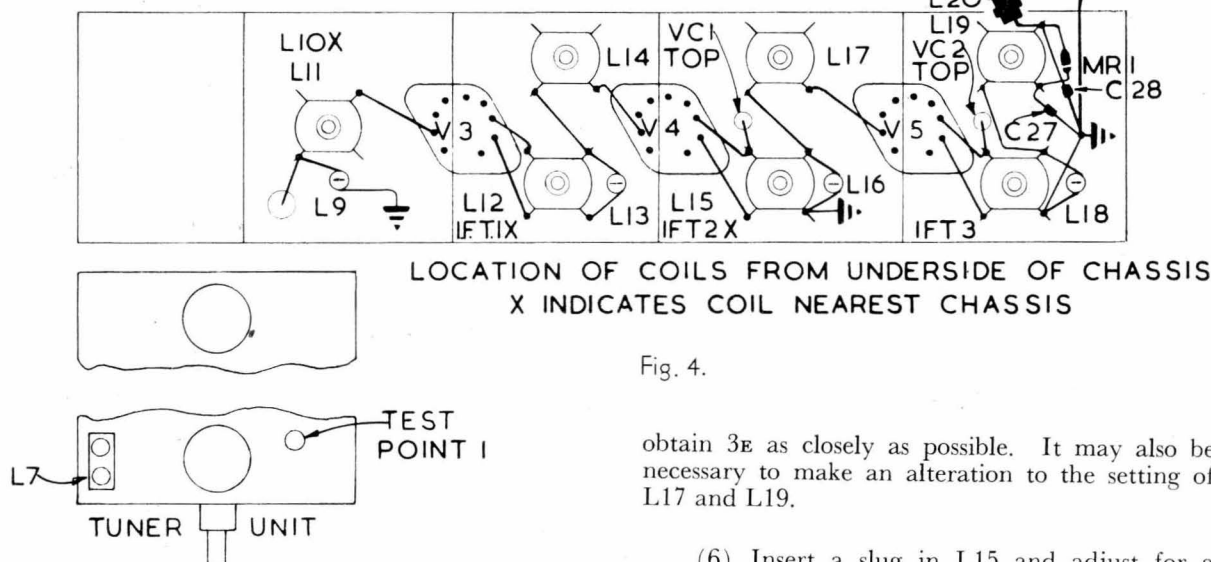 L20
L19
VC2
TOP
MR1
C28
C27
L10X
L11
L14
VC1
TOP
L17
V3
V4
V5
L9
L12
IFT1X
L13
L15
IFT2X
L16
IFT3
L18
LOCATION OF COILS FROM UNDERSIDE OF CHASSIS
X INDICATES COIL NEAREST CHASSIS
Fig. 4.
TEST
POINT 1
L7
TUNER UNIT
obtain 3E as closely as possible. It may also be
necessary to make an alteration to the setting of
L17 and L19.
(6) Insert a slug in L15 and adjust for a